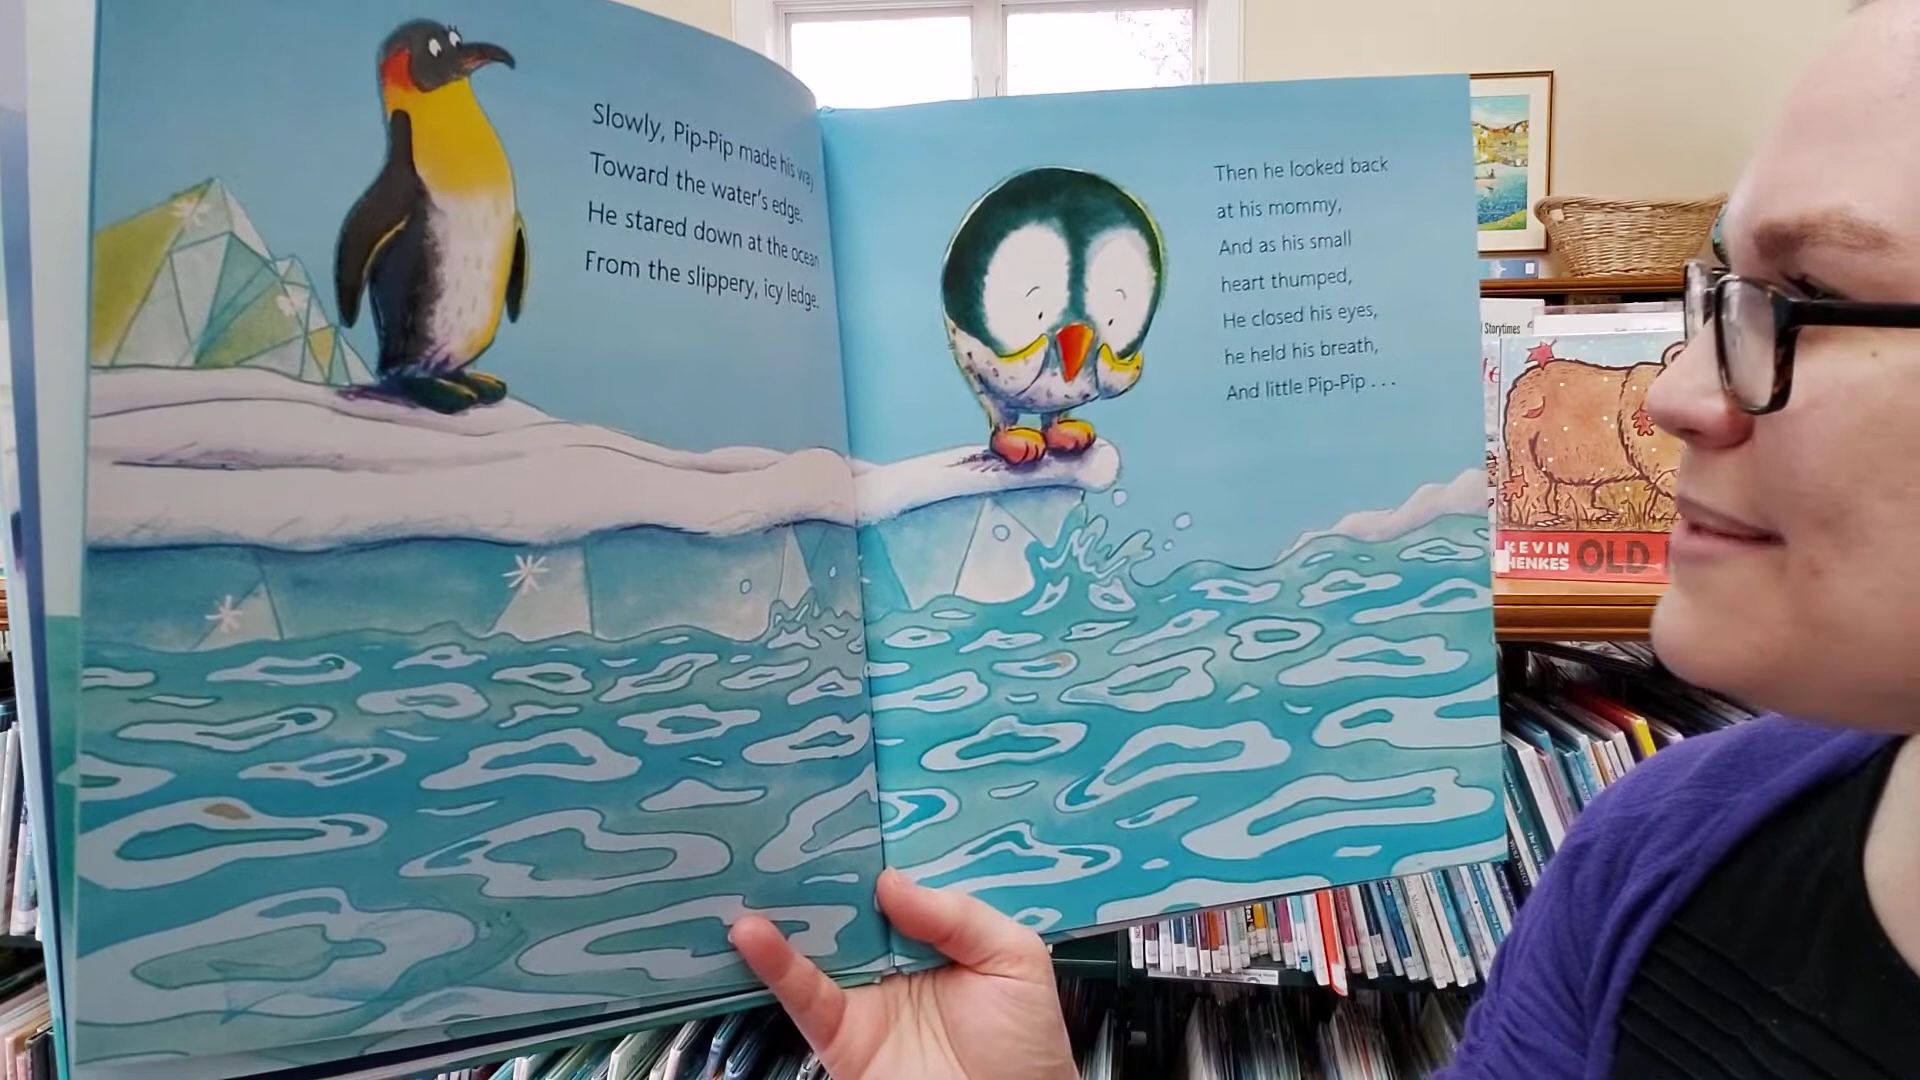 Slowly, Pip-Pip made his way
Toward the water's edge.
He stared down at the ocean
From the slippery, icy ledge.
Then he looked back
at his mommy,
And as his small
heart thumped,
He closed his eyes,
he held his breath,
And little Pip-Pip . . .
Storytimes
KEVIN
HENKES
OLD